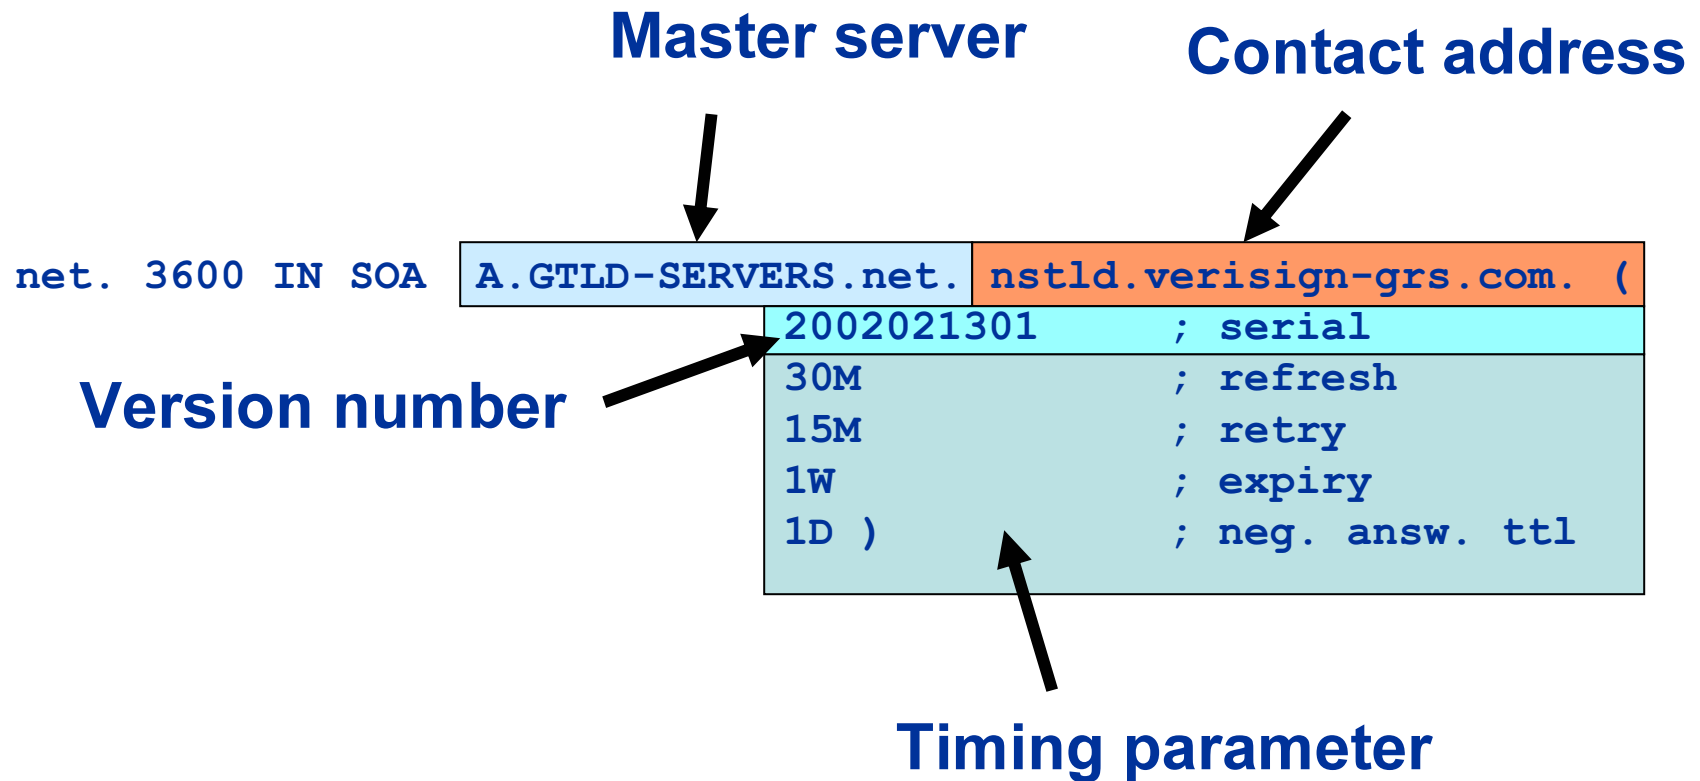 Master server
Contact address
net. 3600 IN SOA A.GTLD-SERVERS.net. nstld.verisign-grs.com. (
2002021301 ; serial
30M ; refresh
Version number
15M ; retry
1W ; expiry
1D ) ; neg. answ. ttl
Timing parameter